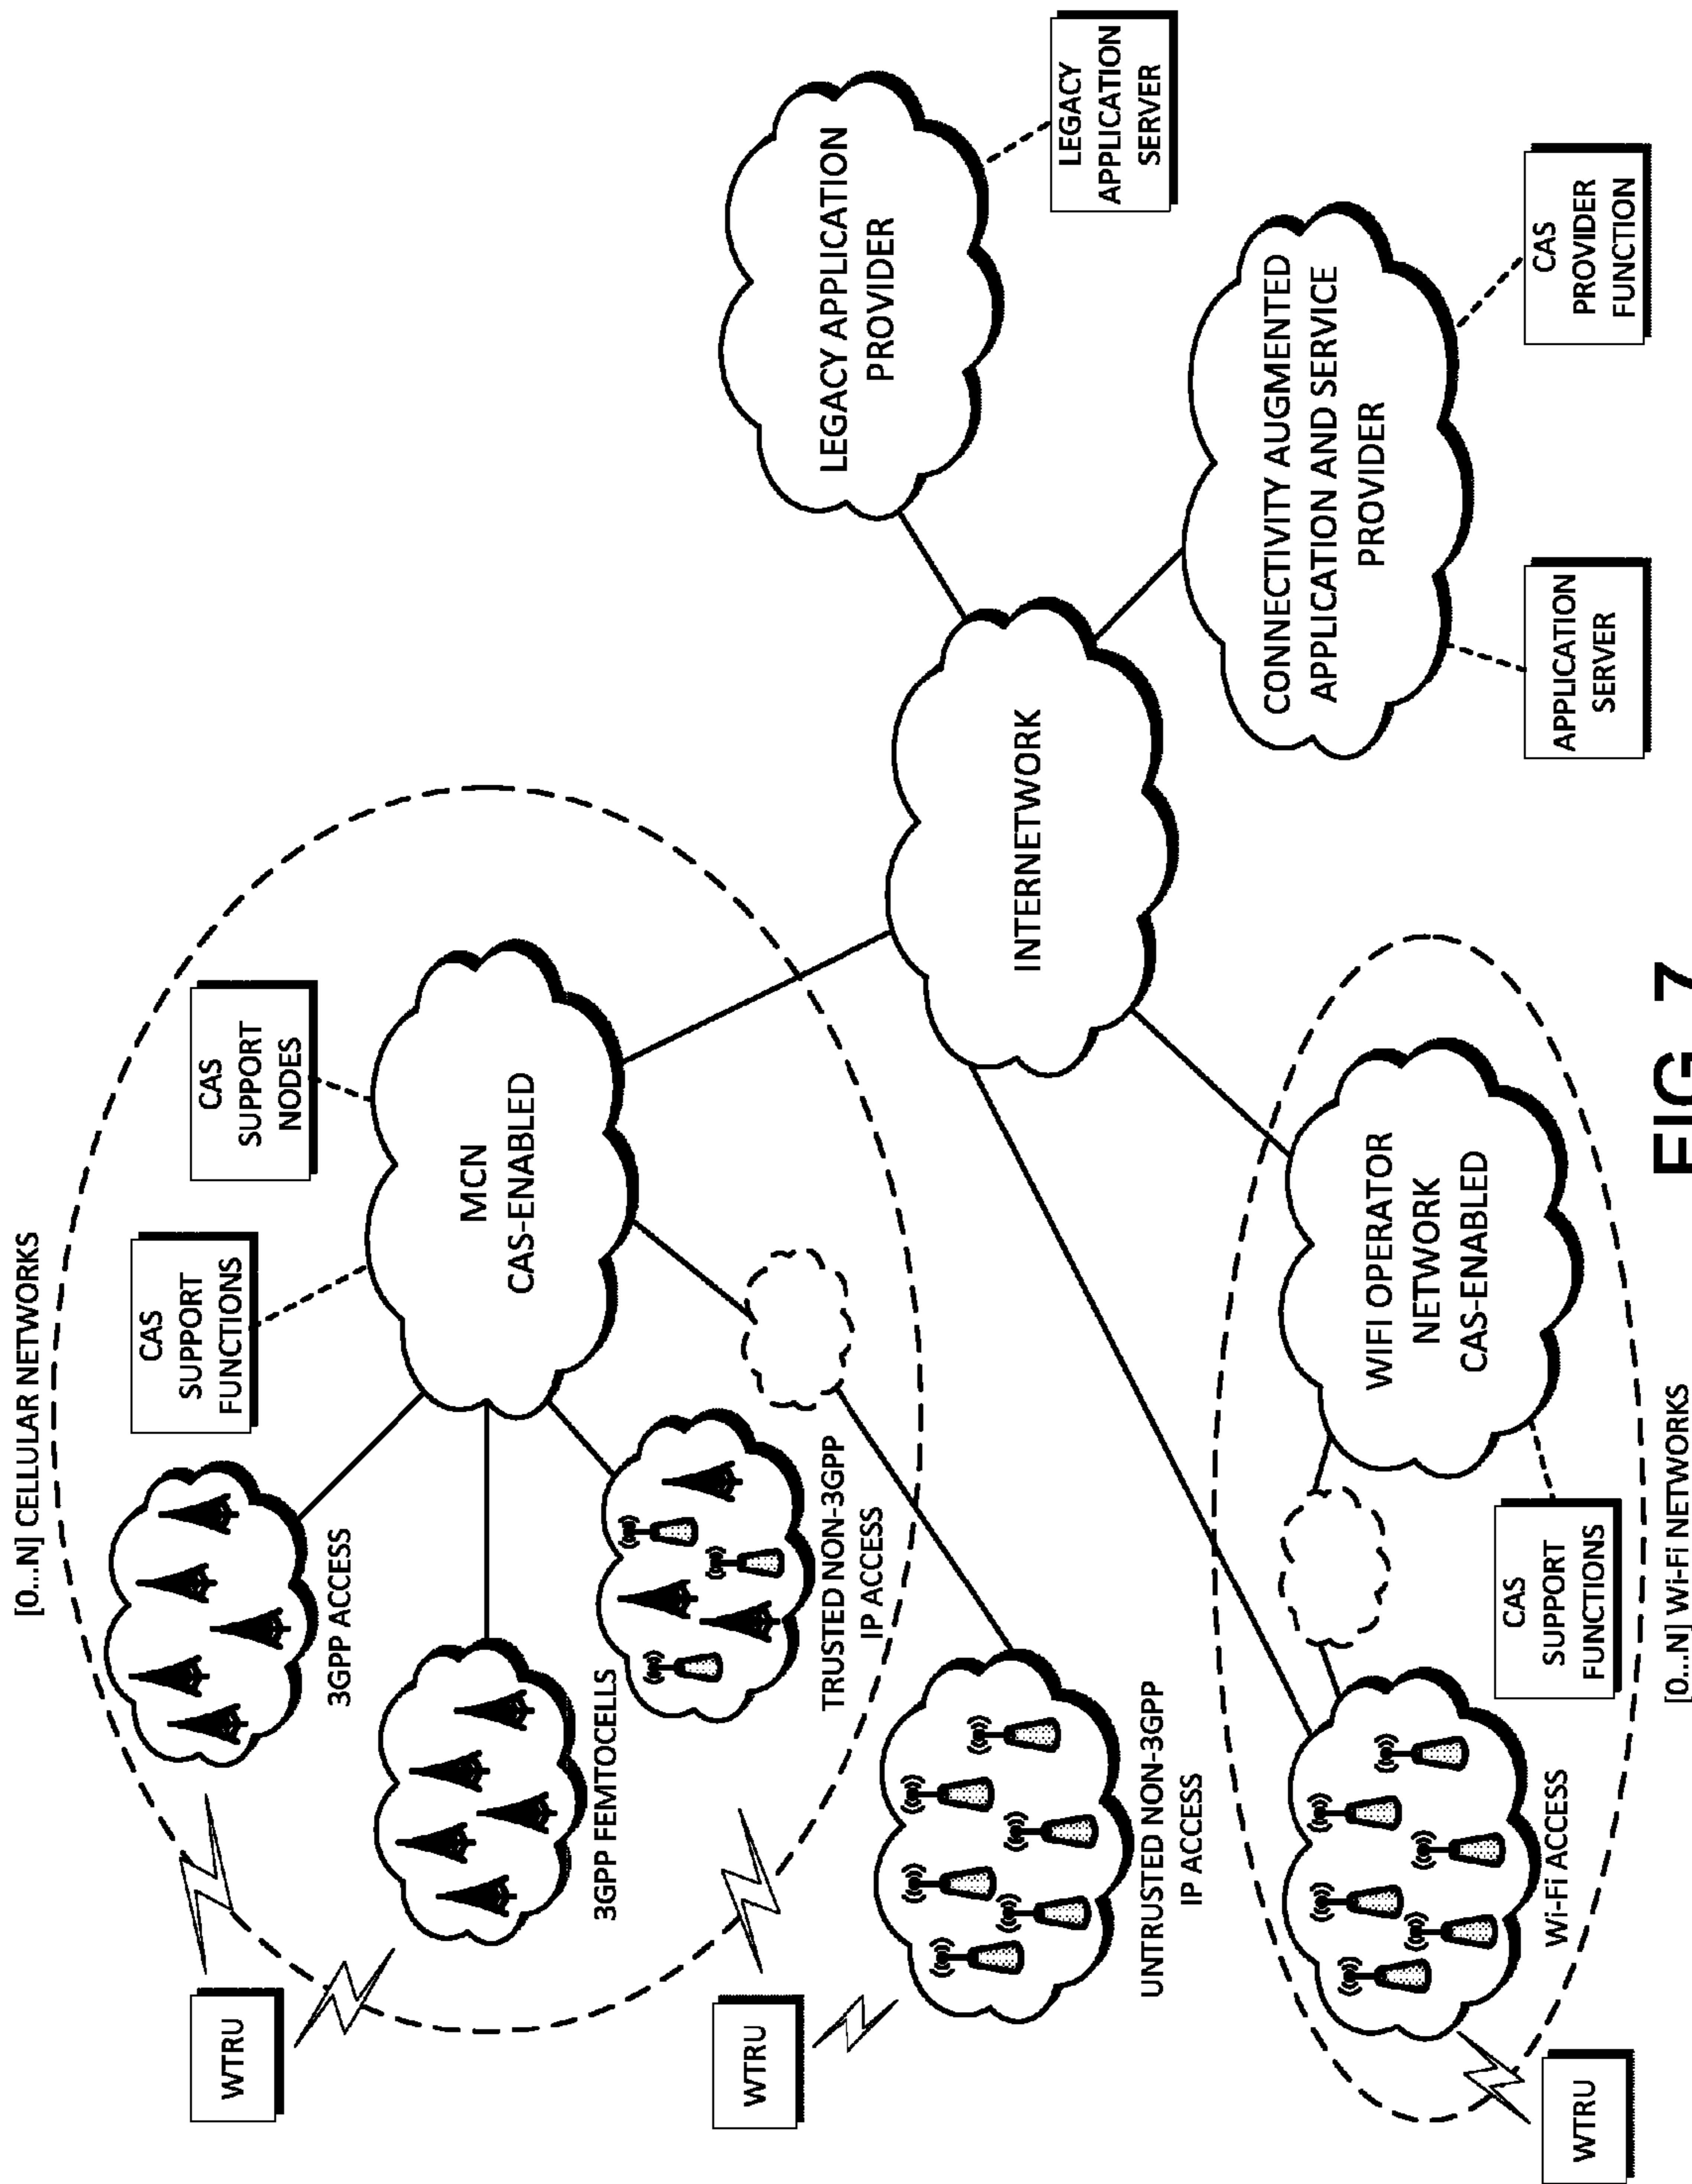 [0...N] CELLULAR NETWORKS
CAS
SUPPORT
FUNCTIONS
CAS
SUPPORT
NODES
WTRU
3GPP ACCESS
MCN
CAS-ENABLED
3GPP FEMTOCELLS
TRUSTED NON-3GPP
IP ACCESS
WTRU
UNTRUSTED NON-3GPP
IP ACCESS
INTERNETWORK
LEGACY APPLICATION
PROVIDER
LEGACY
APPLICATION
SERVER
CONNECTIVITY AUGMENTED
APPLICATION AND SERVICE
PROVIDER
APPLICATION
SERVER
CAS
PROVIDER
FUNCTION
WIFI OPERATOR
NETWORK
CAS-ENABLED
CAS
SUPPORT
FUNCTIONS
Wi-Fi ACCESS
WTRU
[0...N] Wi-Fi NETWORKS
FIG 7